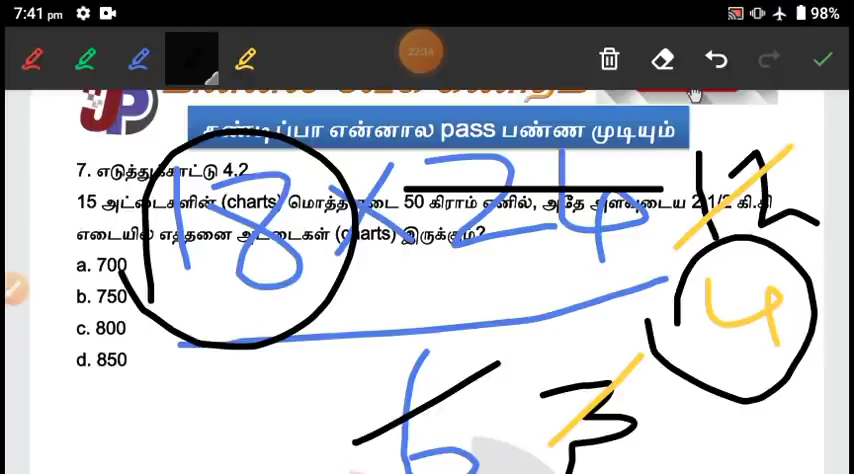 7:41 pm 98%
22:34
JP
கண்டிப்பா என்னால pass பண்ண முடியும்
7. எடுத்துக்காட்டு 4.2
15 அட்டைகளின் (charts) மொத்த எடை 50 கிராம் எனில், அதே அளவுடைய 2 1/2 கி.கி
எடையில் எத்தனை அட்டைகள் (charts) இருக்கும்?
a. 700
b. 750
c. 800
d. 850
18 x 24 12
4
6 3